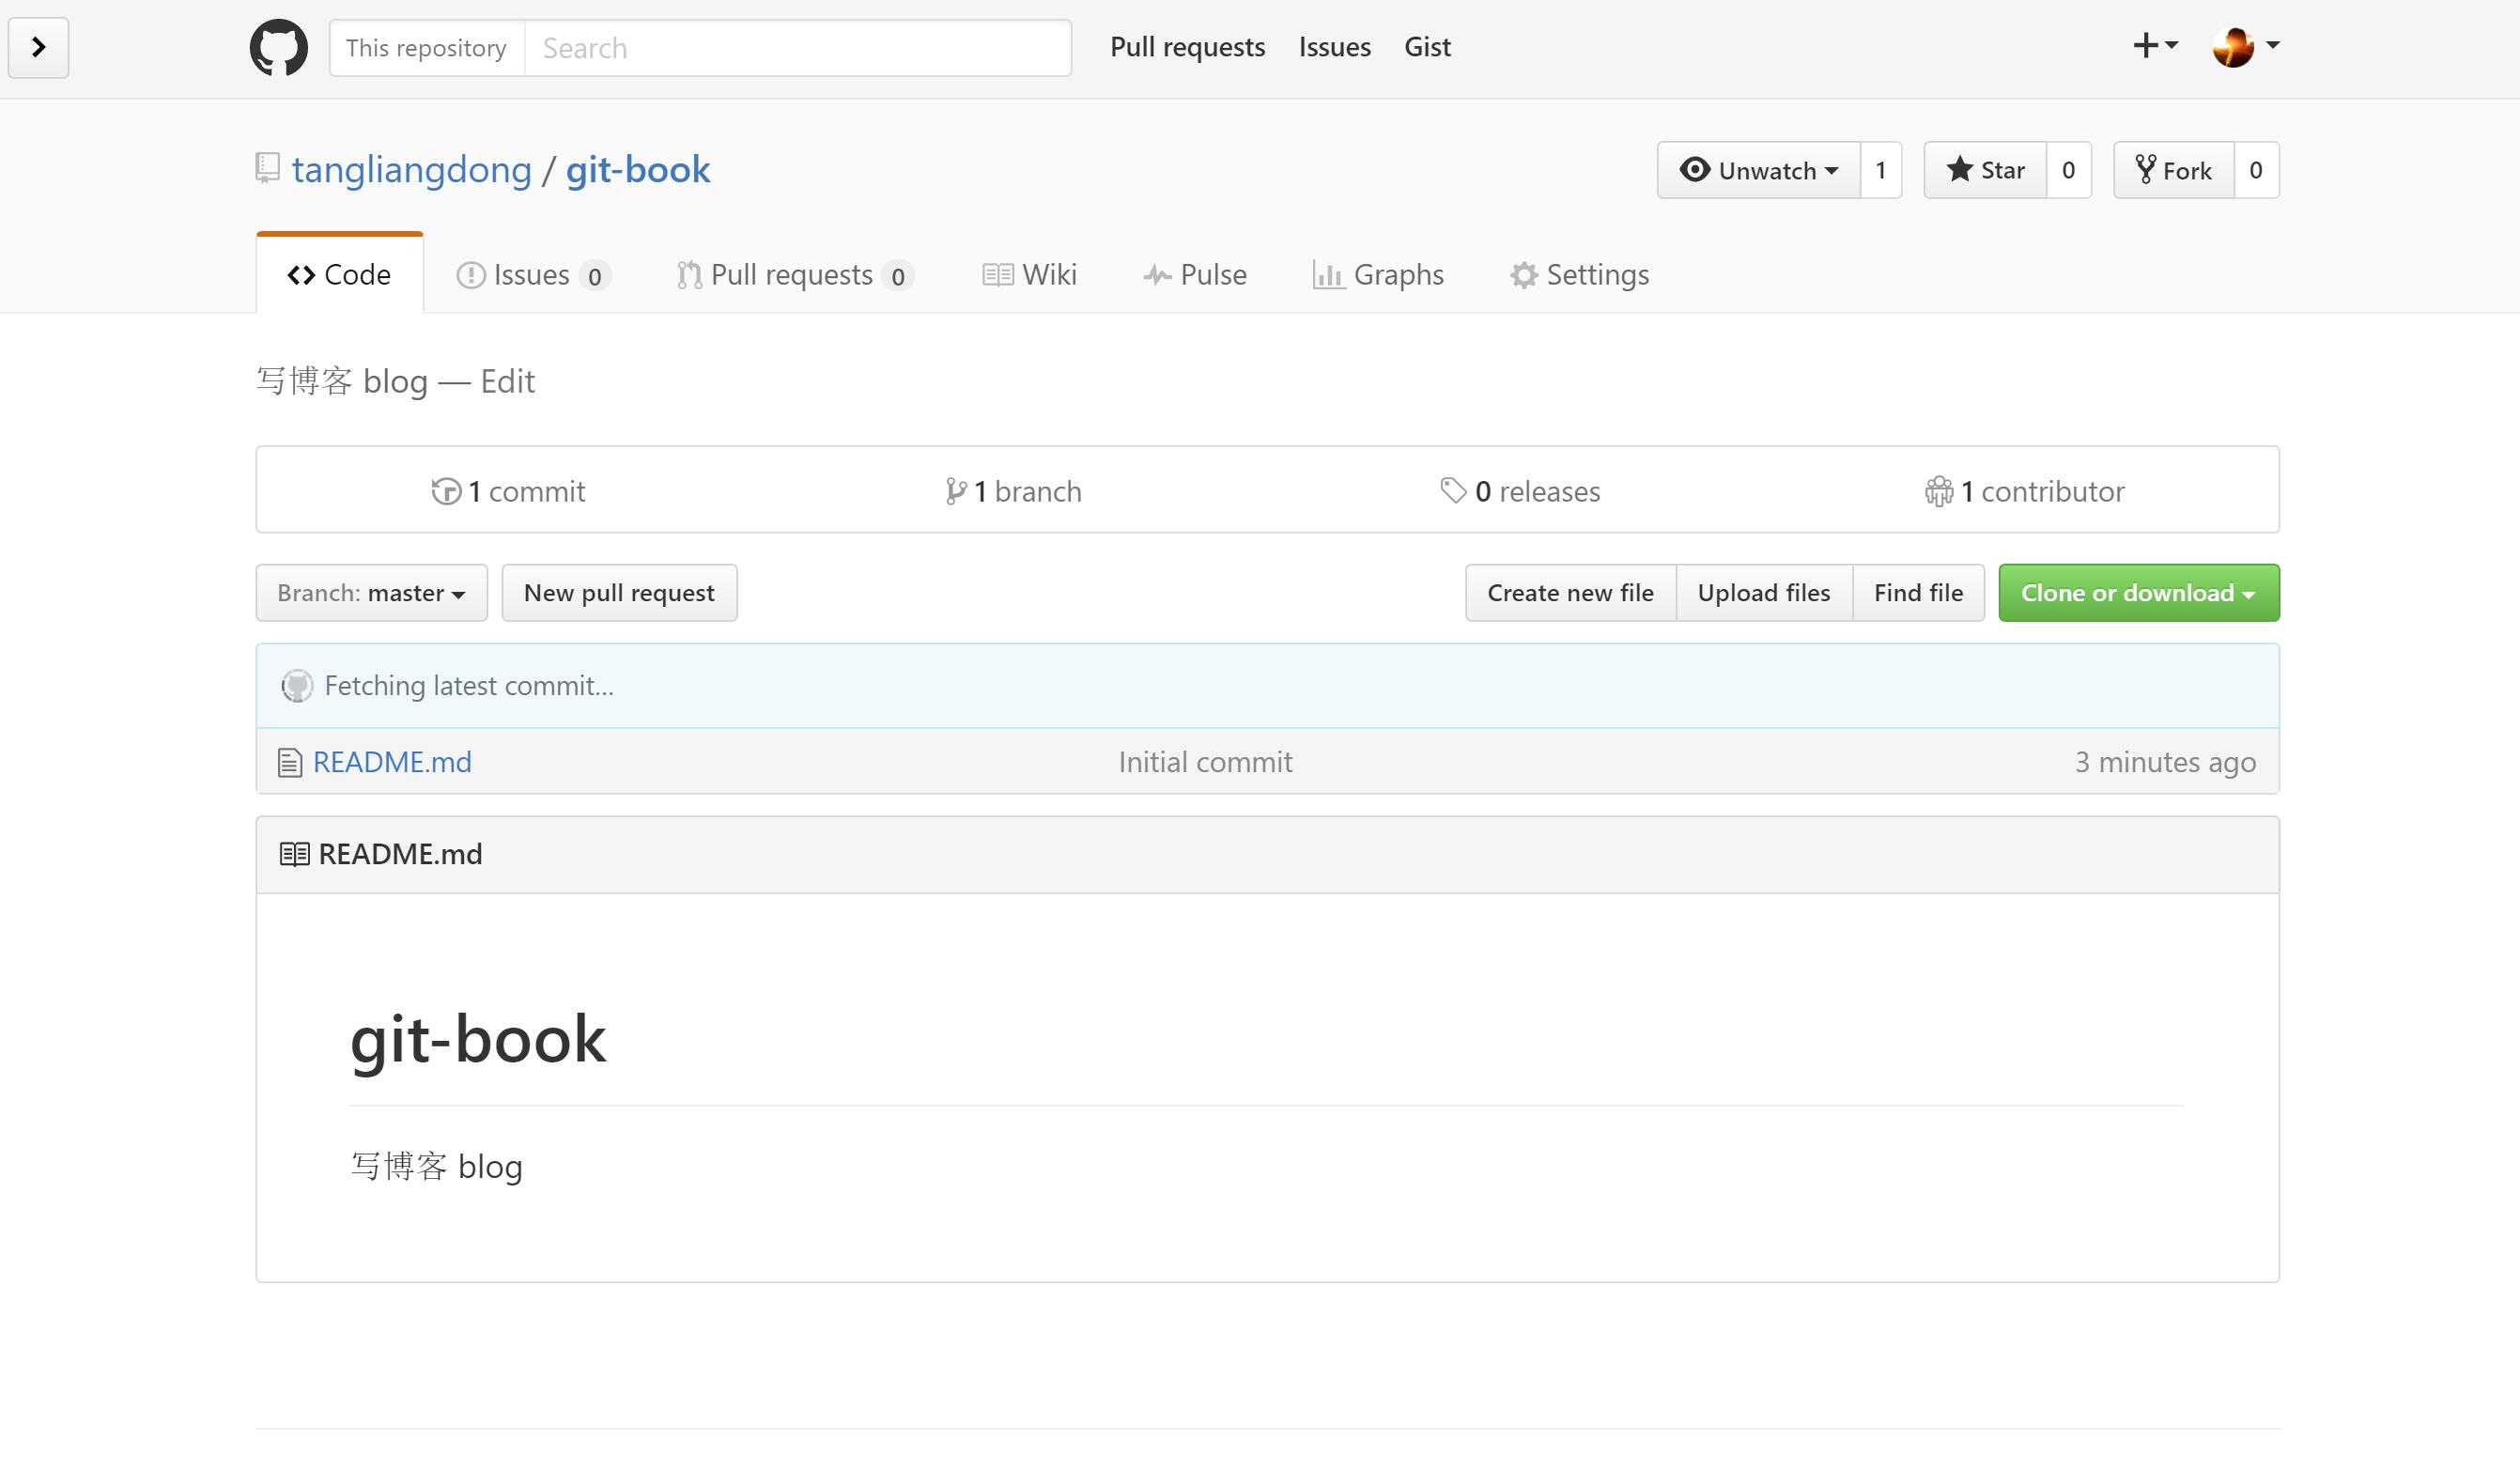 This repository Search Pull requests Issues Gist
tangliangdong / git-book Unwatch 1 Star 0 Fork 0
Code Issues 0 Pull requests 0 Wiki Pulse Graphs Settings
写博客 blog — Edit
1 commit 1 branch 0 releases 1 contributor
Branch: master New pull request Create new file Upload files Find file Clone or download
Fetching latest commit…
README.md Initial commit 3 minutes ago
README.md
git-book
写博客 blog